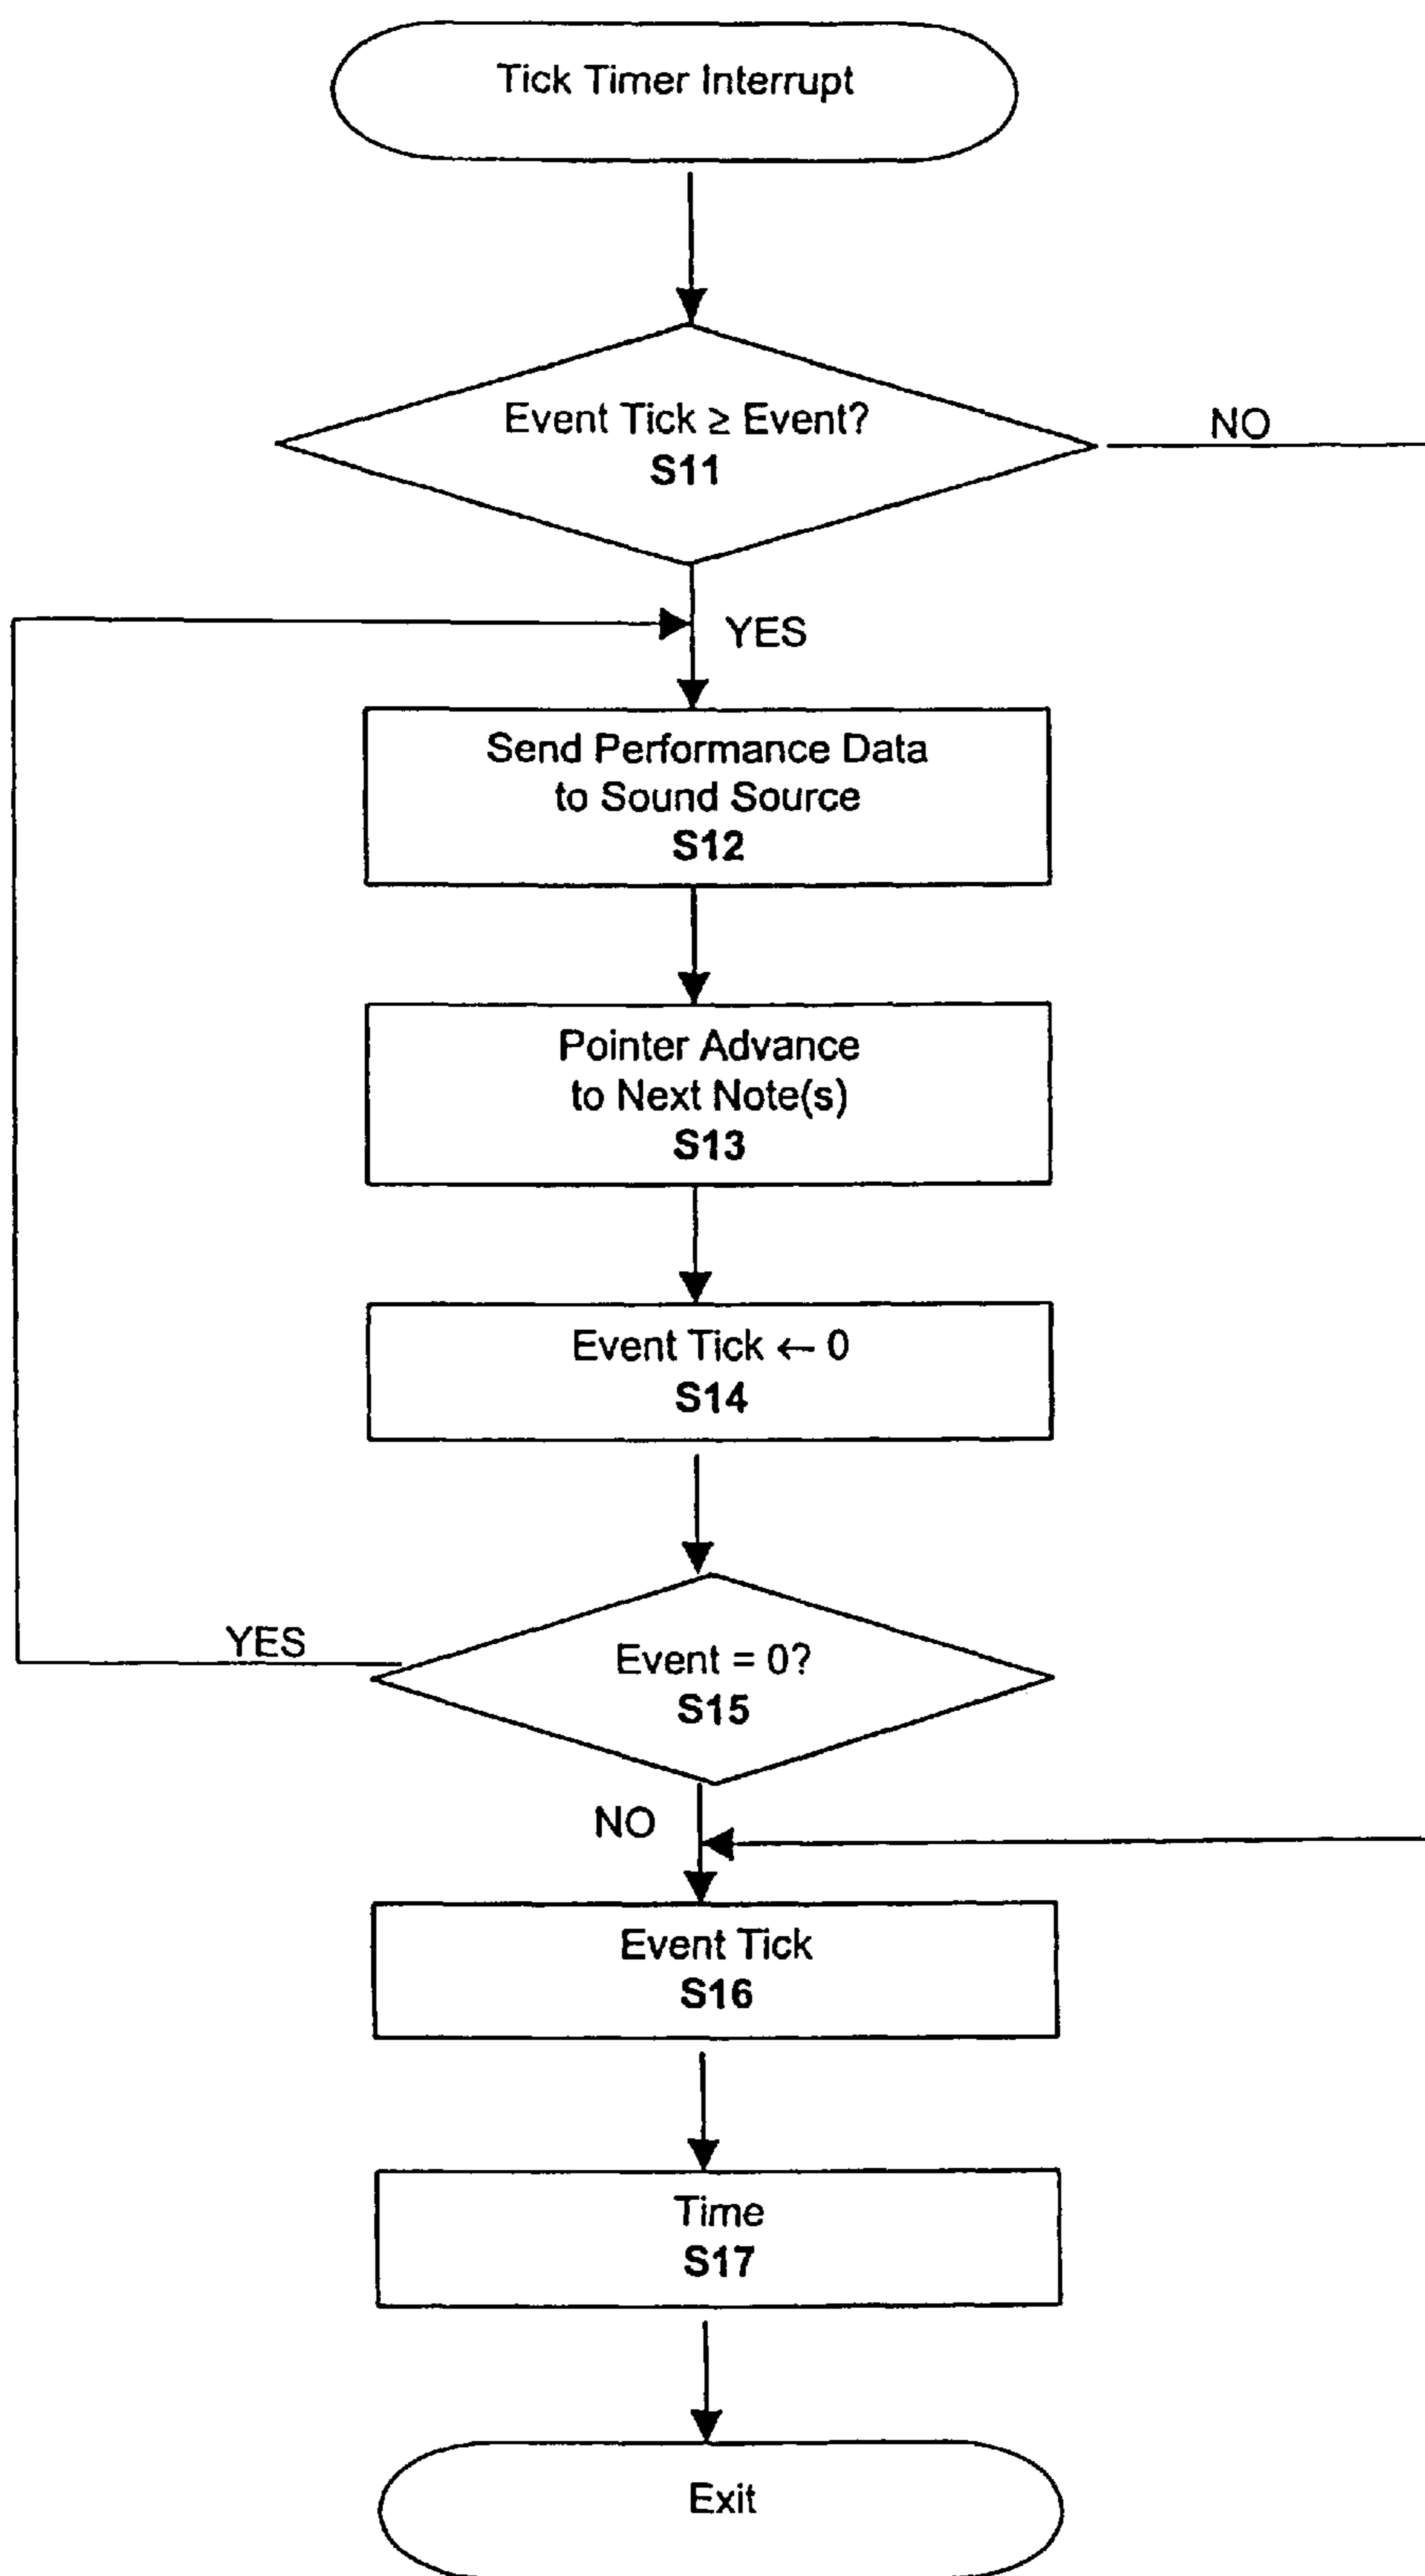 Tick Timer Interrupt
Event Tick ≥ Event?
S11
NO
YES
Send Performance Data
to Sound Source
S12
Pointer Advance
to Next Note(s)
S13
Event Tick ← 0
S14
YES
Event = 0?
S15
NO
Event Tick
S16
Time
S17
Exit